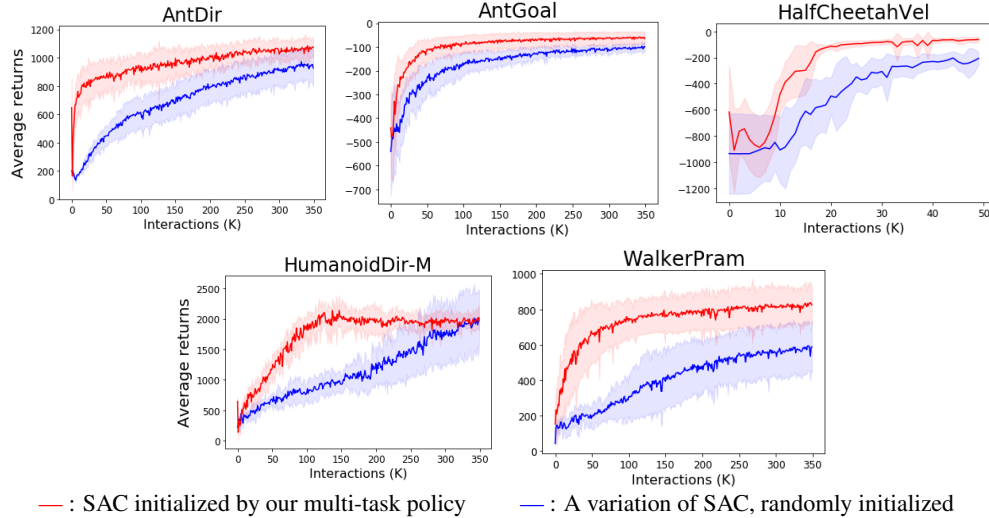 AntDir
AntGoal
HalfCheetahVel
Average returns
1200
1000
800
600
400
200
0
0 50 100 150 200 250 300 350
Interactions (K)
0
−100
−200
−300
−400
−500
−600
−700
0 50 100 150 200 250 300 350
Interactions (K)
0
−200
−400
−600
−800
−1000
−1200
0 10 20 30 40 50
Interactions (K)
HumanoidDir-M
WalkerPram
Average returns
2500
2000
1500
1000
500
0
0 50 100 150 200 250 300 350
Interactions (K)
1000
800
600
400
200
0
0 50 100 150 200 250 300 350
Interactions (K)
: SAC initialized by our multi-task policy
: A variation of SAC, randomly initialized